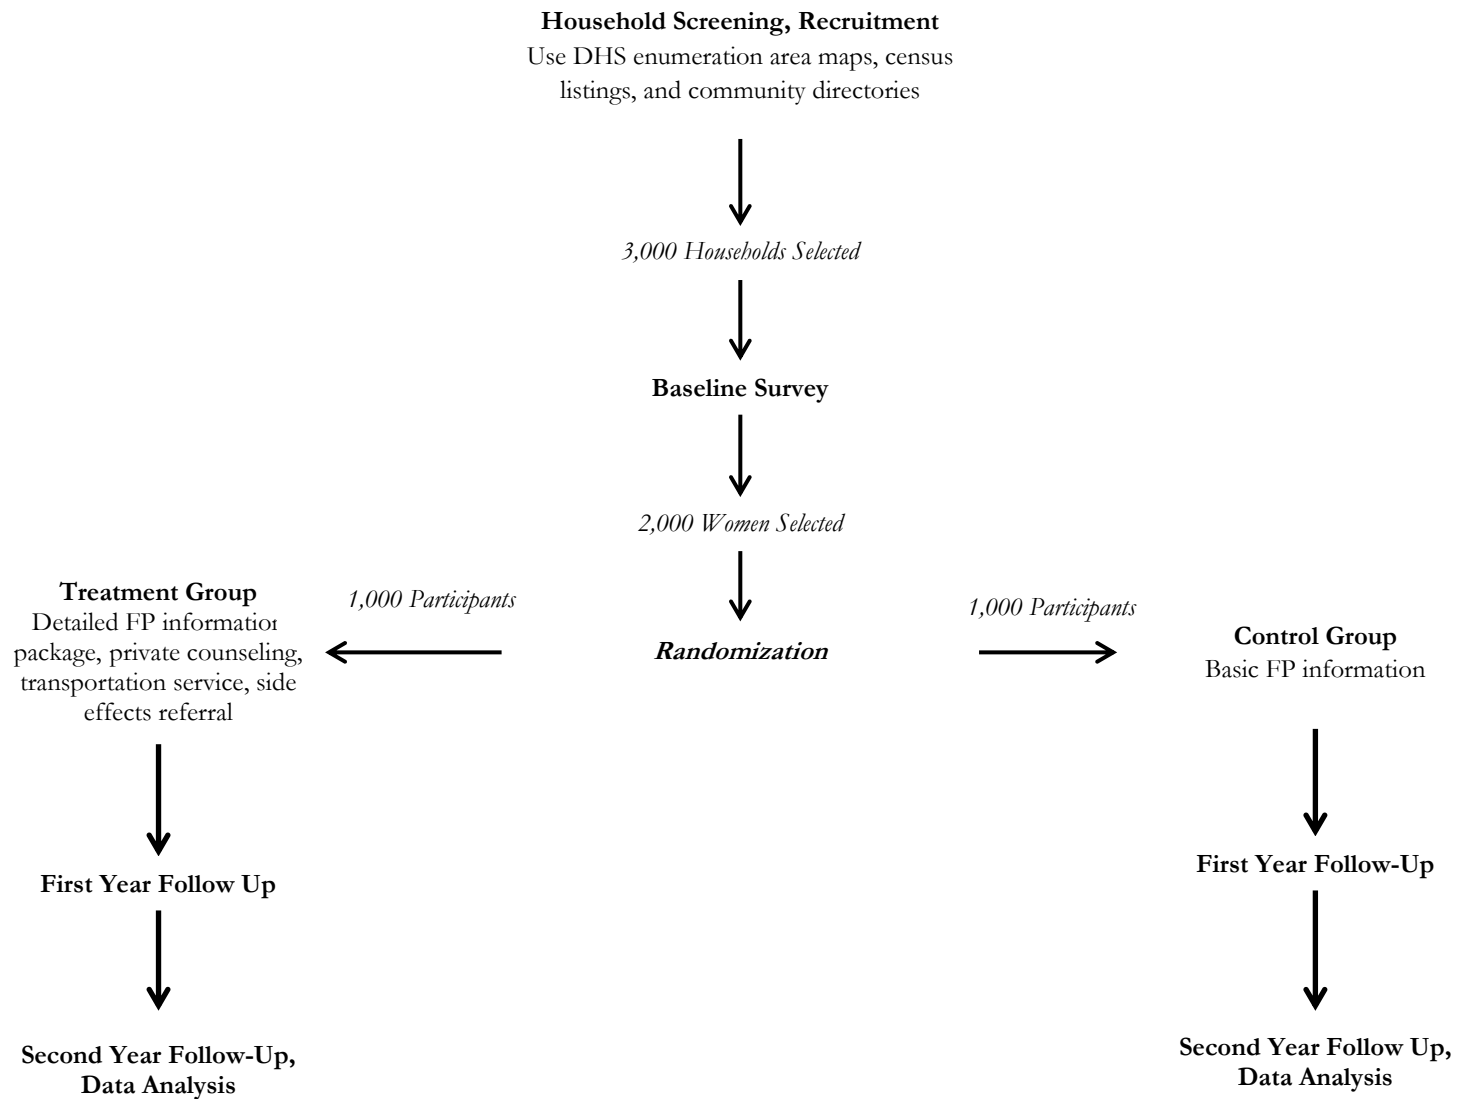 Household Screening, Recruitment
Use DHS enumeration area maps, census
listings, and community directories
3,000 Households Selected
Baseline Survey
2,000 Women Selected
Randomization
1,000 Participants
Treatment Group
Detailed FP information
package, private counseling,
transportation service, side
effects referral
First Year Follow Up
Second Year Follow-Up,
Data Analysis
1,000 Participants
Control Group
Basic FP information
First Year Follow-Up
Second Year Follow Up,
Data Analysis